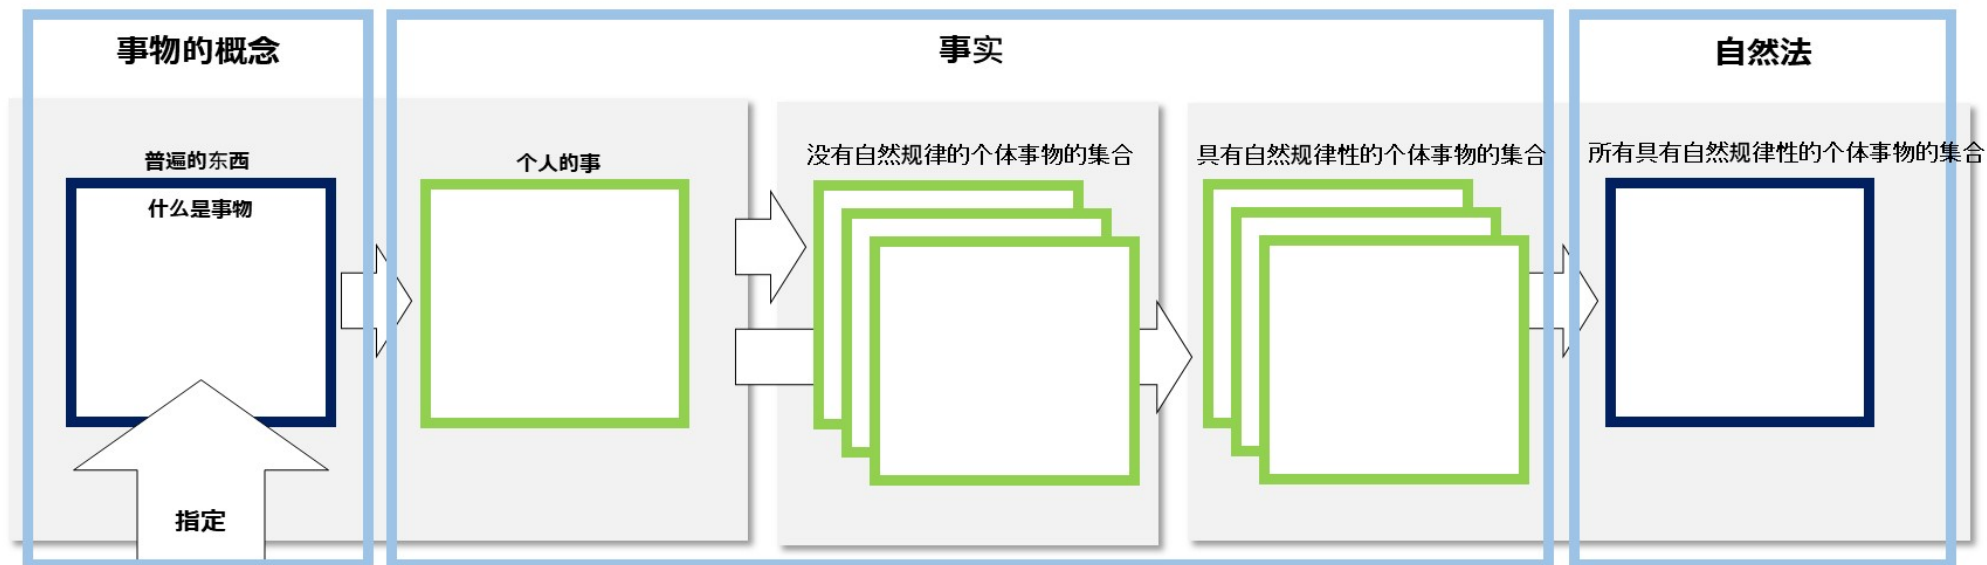 事物的概念
事实
自然法
普遍的东西
个人的事
没有自然规律的个体事物的集合
具有自然规律性的个体事物的集合
所有具有自然规律性的个体事物的集合
什么是事物
指定